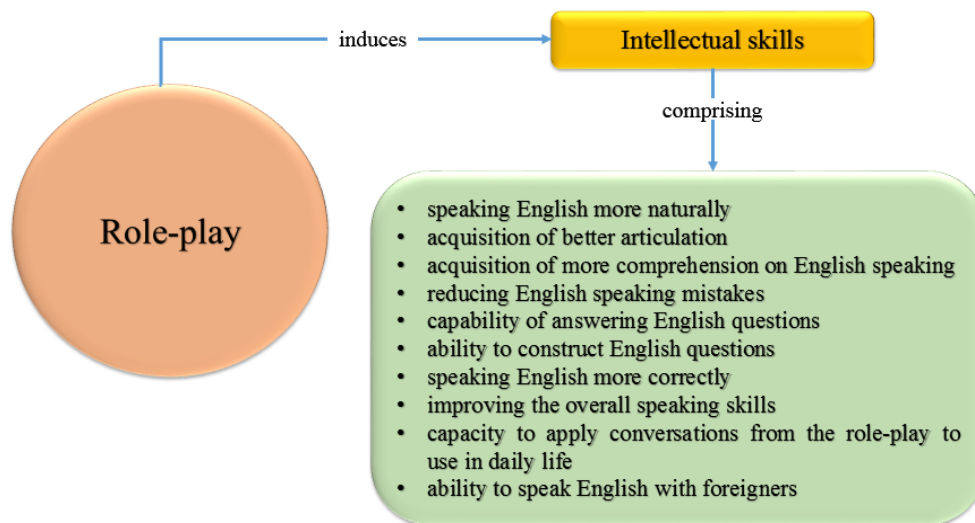 induces
Intellectual skills
comprising
Role-play
• speaking English more naturally
• acquisition of better articulation
• acquisition of more comprehension on English speaking
• reducing English speaking mistakes
• capability of answering English questions
• ability to construct English questions
• speaking English more correctly
• improving the overall speaking skills
• capacity to apply conversations from the role-play to
use in daily life
• ability to speak English with foreigners